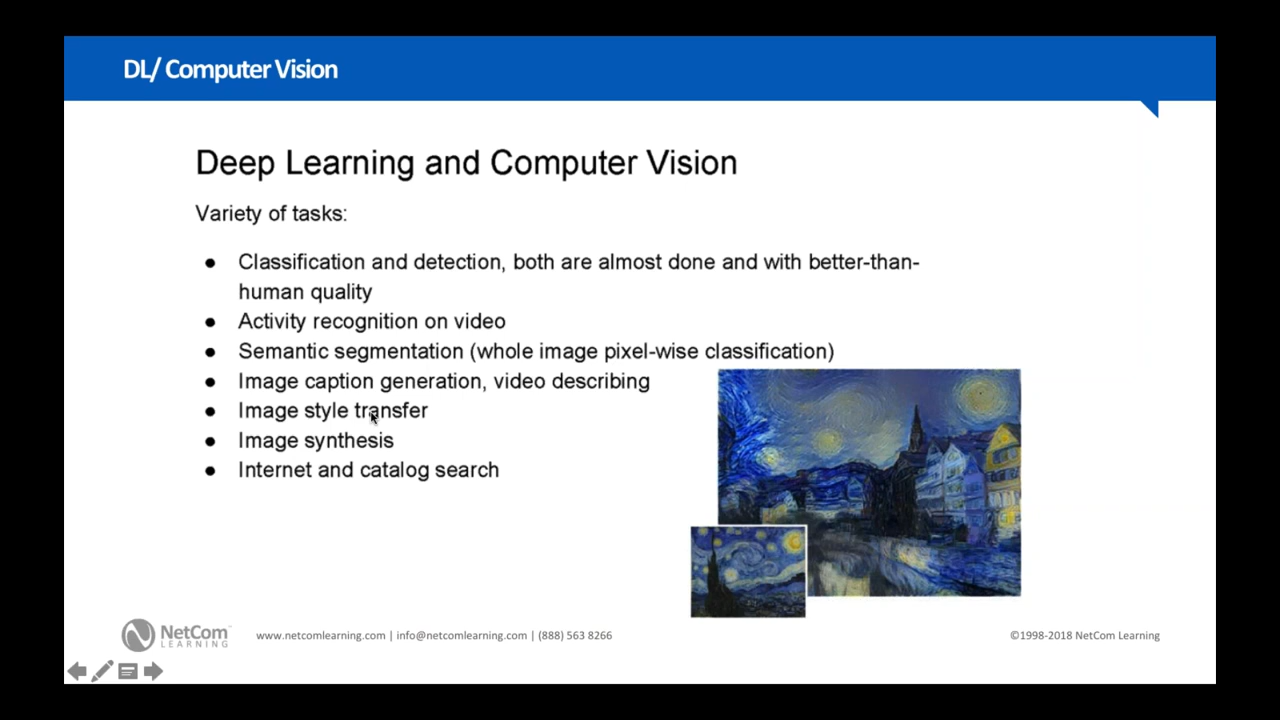 DL/ Computer Vision
Deep Learning and Computer Vision
Variety of tasks:
● Classification and detection, both are almost done and with better-than-
human quality
● Activity recognition on video
● Semantic segmentation (whole image pixel-wise classification)
● Image caption generation, video describing
● Image style transfer
● Image synthesis
● Internet and catalog search
NetCom™
LEARNING
www.netcomlearning.com | info@netcomlearning.com | (888) 563 8266
©1998-2018 NetCom Learning